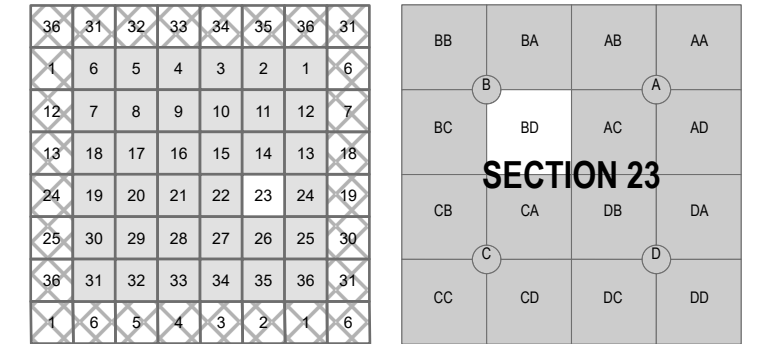 36 31 32 33 34 35 36 31
1 6 5 4 3 2 1 6
12 7 8 9 10 11 12 7
13 18 17 16 15 14 13 18
24 19 20 21 22 23 24 19
25 30 29 28 27 26 25 30
36 31 32 33 34 35 36 31
1 6 5 4 3 2 1 6
BB BA AB AA
B A
BC BD AC AD
SECTION 23
CB CA DB DA
C D
CC CD DC DD